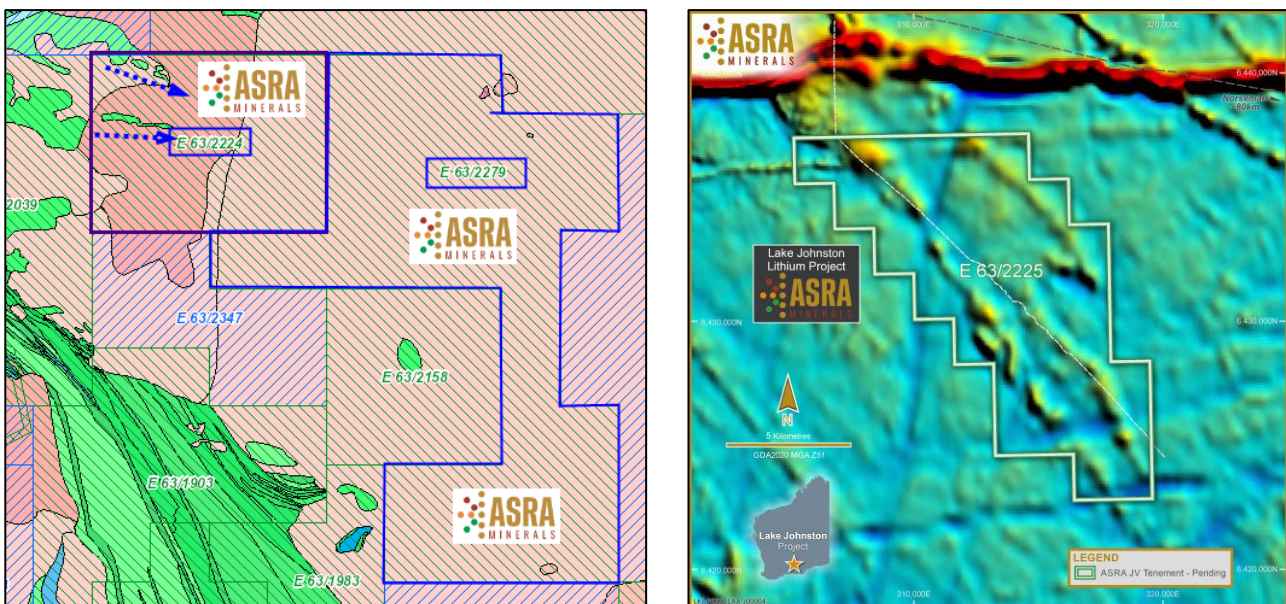 ASRA
MINERALS
E 63/2224
E 63/2279
2039
ASRA
MINERALS
E 63/2347
E 63/2158
E 63/1903
ASRA
MINERALS
E 63/1983
ASRA
MINERALS
310,000E
320,000E
6,440,000N
Norseman
~80km
Lake Johnston
Lithium Project
ASRA
MINERALS
E 63/2225
6,430,000N
6,430,000N
N
5 Kilometres
GDA2020 MGA Z51
Lake Johnston
Project
LEGEND
ASRA JV Tenement - Pending
6,420,000N
6,420,000N
310,000E
320,000E